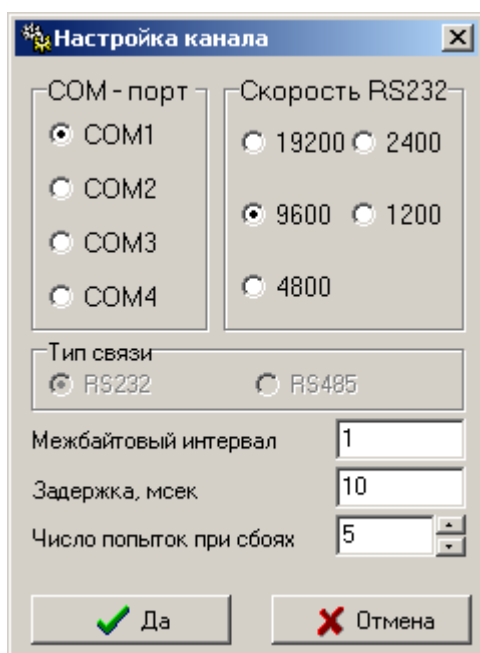 Настройка канала
COM - порт
COM1
COM2
COM3
COM4
Скорость RS232
19200 2400
9600 1200
4800
Тип связи
RS232 RS485
Межбайтовый интервал 1
Задержка, мсек 10
Число попыток при сбоях 5
Да Отмена